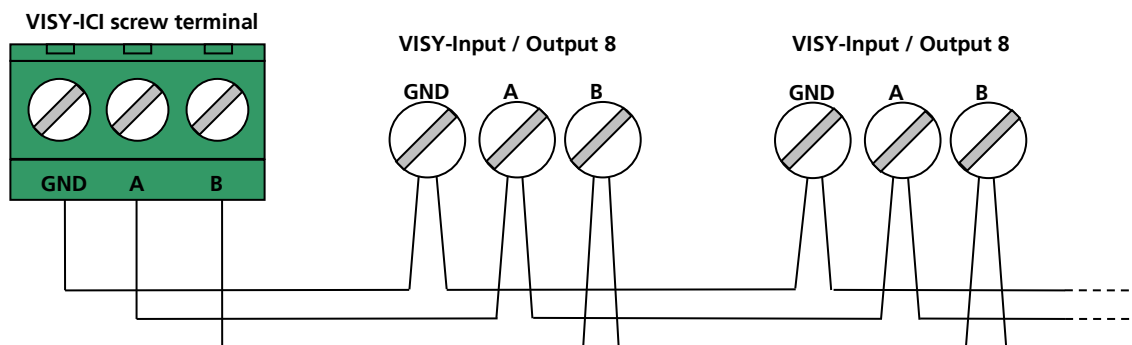 VISY-ICI screw terminal
VISY-Input / Output 8
VISY-Input / Output 8
GND A B
GND A B
GND A B